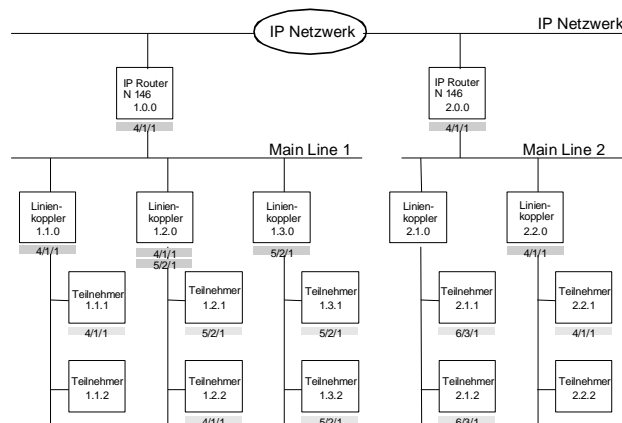 IP Netzwerk
IP Netzwerk
IP Router
N 146
1.0.0
4/1/1
IP Router
N 146
2.0.0
4/1/1
Main Line 1
Main Line 2
Linien-
koppler
1.1.0
4/1/1
Linien-
koppler
1.2.0
4/1/1
5/2/1
Linien-
koppler
1.3.0
5/2/1
Linien-
koppler
2.1.0
Linien-
koppler
2.2.0
4/1/1
Teilnehmer
1.1.1
4/1/1
Teilnehmer
1.2.1
5/2/1
Teilnehmer
1.3.1
5/2/1
Teilnehmer
2.1.1
6/3/1
Teilnehmer
2.2.1
4/1/1
Teilnehmer
1.1.2
Teilnehmer
1.2.2
4/1/1
Teilnehmer
1.3.2
5/2/1
Teilnehmer
2.1.2
6/3/1
Teilnehmer
2.2.2